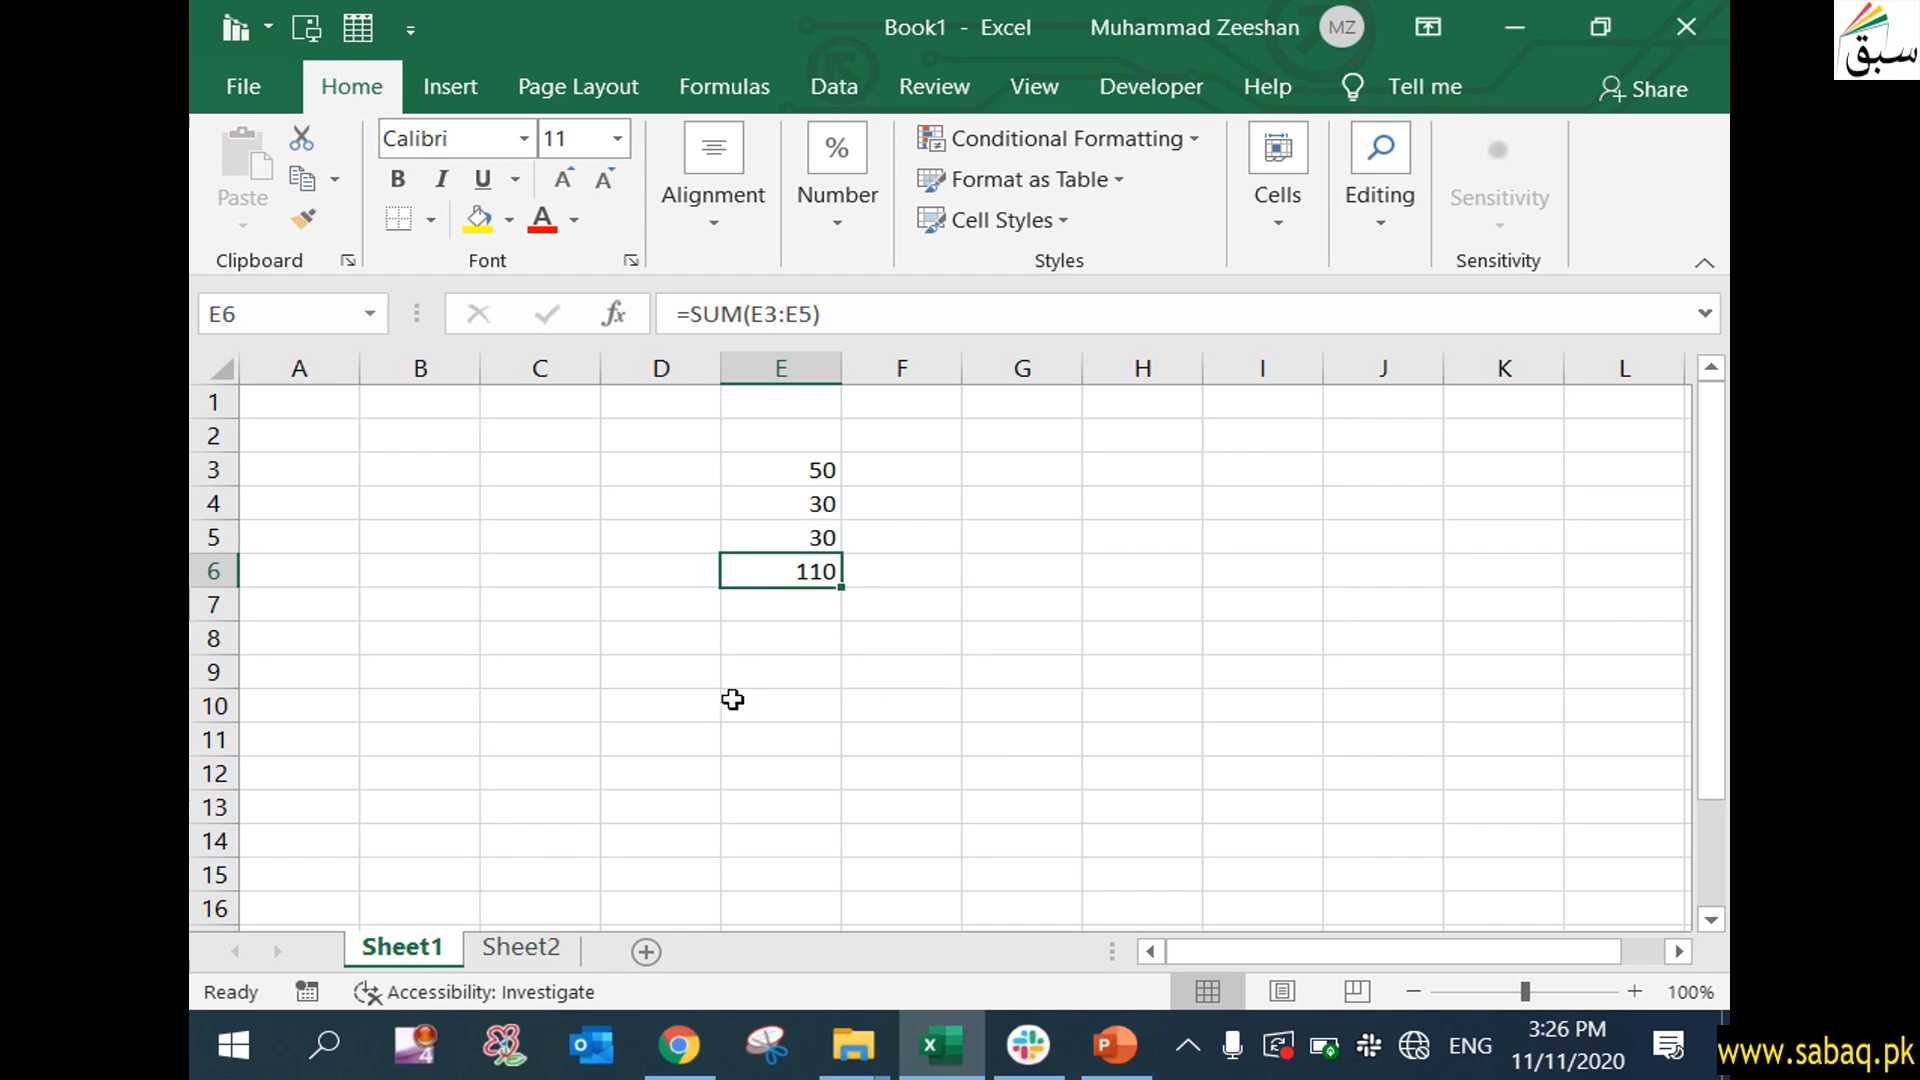 Book1 - Excel
Muhammad Zeeshan
MZ
سبق
File
Home
Insert
Page Layout
Formulas
Data
Review
View
Developer
Help
Tell me
Share
Paste
Clipboard
Calibri
11
B I U
A A
A
Font
Alignment
%
Number
Conditional Formatting
Format as Table
Cell Styles
Styles
Cells
Editing
Sensitivity
Sensitivity
E6
fx
=SUM(E3:E5)
A B C D E F G H I J K L
1
2
3 50
4 30
5 30
6 110
7
8
9
10
11
12
13
14
15
16
Sheet1
Sheet2
Ready
Accessibility: Investigate
100%
4
ENG
3:26 PM
11/11/2020
www.sabaq.pk